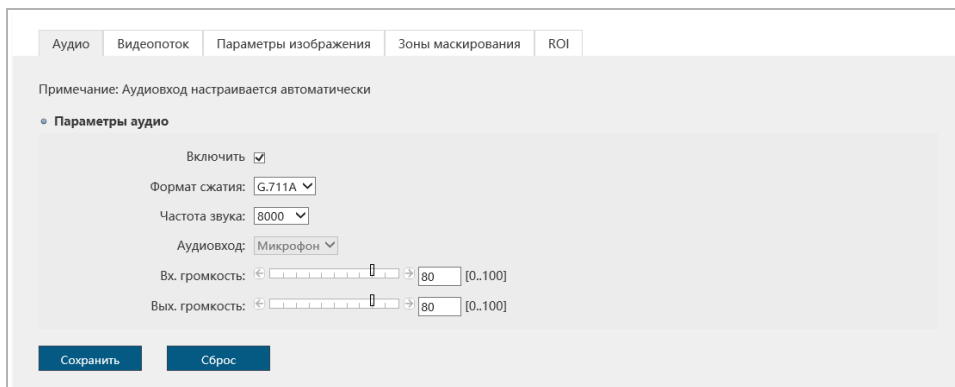 Аудио Видеопоток Параметры изображения Зоны маскирования ROI
Примечание: Аудиовход настраивается автоматически
Параметры аудио
Включить
Формат сжатия: G.711A
Частота звука: 8000
Аудиовход: Микрофон
Вх. громкость: 80 [0..100]
Вых. громкость: 80 [0..100]
Сохранить Сброс